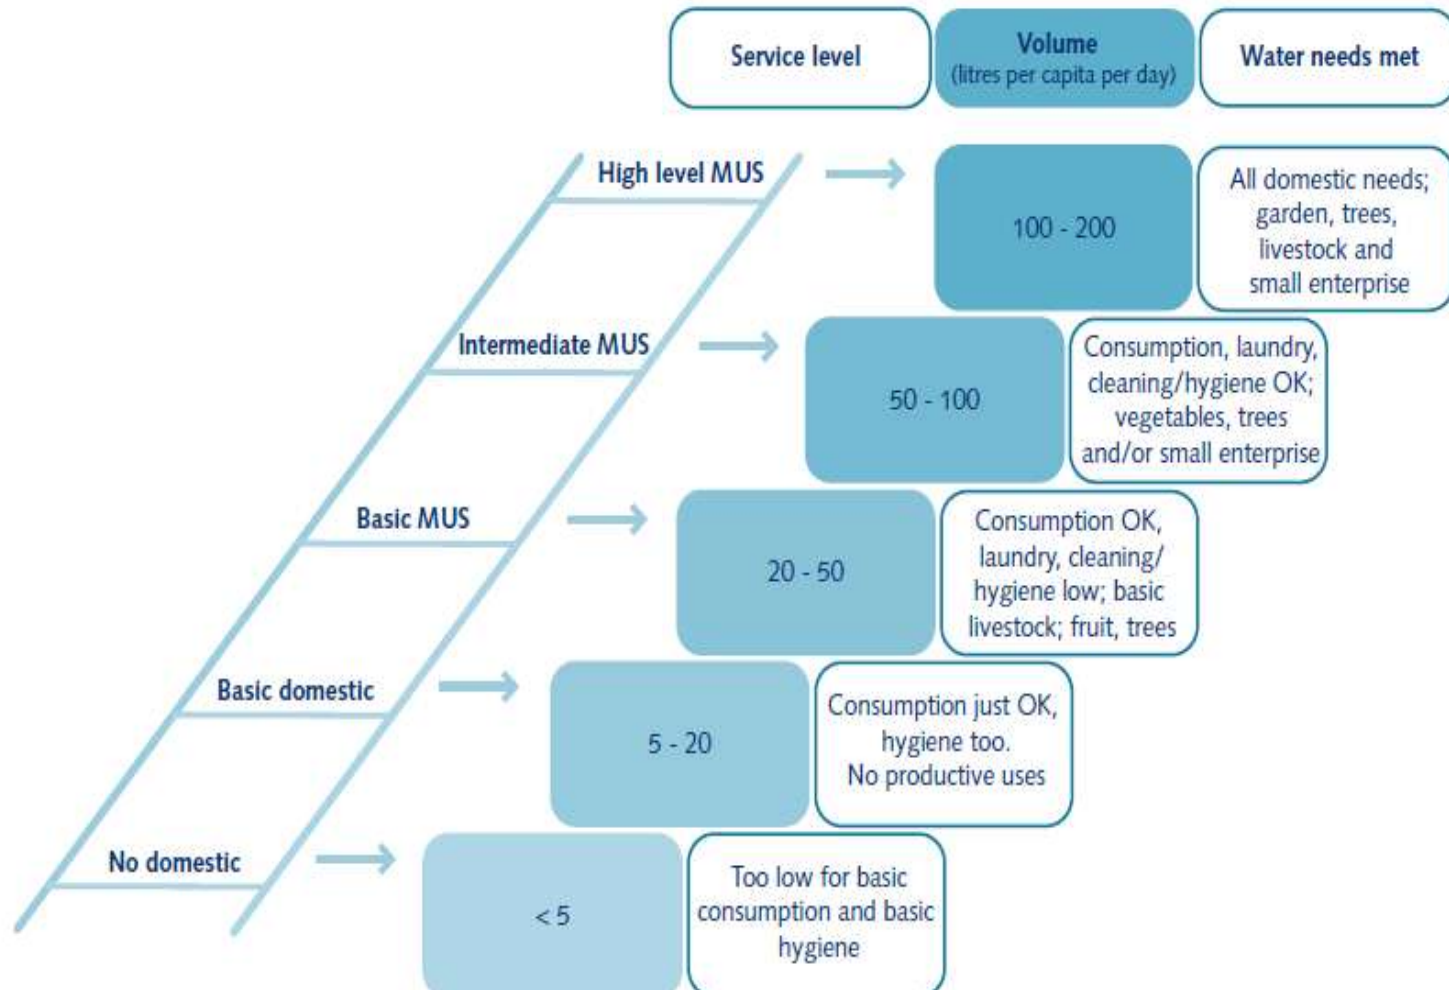 Service level
Volume
(litres per capita per day)
Water needs met
High level MUS
100 - 200
All domestic needs;
garden, trees,
livestock and
small enterprise
Intermediate MUS
50 - 100
Consumption, laundry,
cleaning/hygiene OK;
vegetables, trees
and/or small enterprise
Basic MUS
20 - 50
Consumption OK,
laundry, cleaning/
hygiene low; basic
livestock; fruit, trees
Basic domestic
5 - 20
Consumption just OK,
hygiene too.
No productive uses
No domestic
< 5
Too low for basic
consumption and basic
hygiene